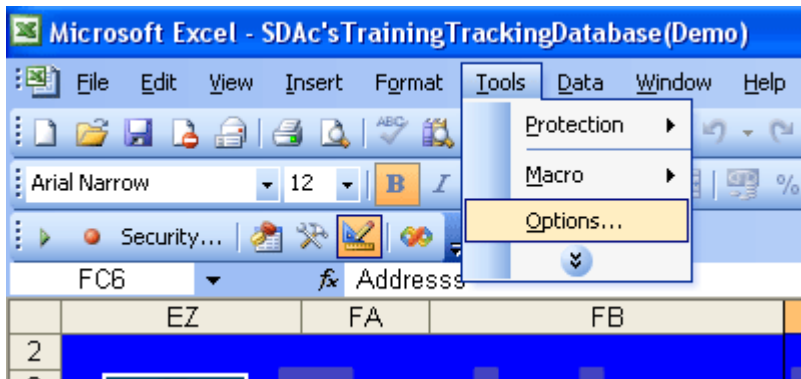 Microsoft Excel - SDAc'sTrainingTrackingDatabase(Demo)
File Edit View Insert Format Tools Data Window Help
ABC Protection
Arial Narrow 12 B I Macro %
Security... Options...
FC6 fx Addresss
EZ FA FB
2